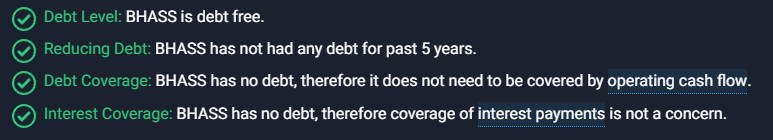 Debt Level: BHASS is debt free.
Reducing Debt: BHASS has not had any debt for past 5 years.
Debt Coverage: BHASS has no debt, therefore it does not need to be covered by operating cash flow.
Interest Coverage: BHASS has no debt, therefore coverage of interest payments is not a concern.